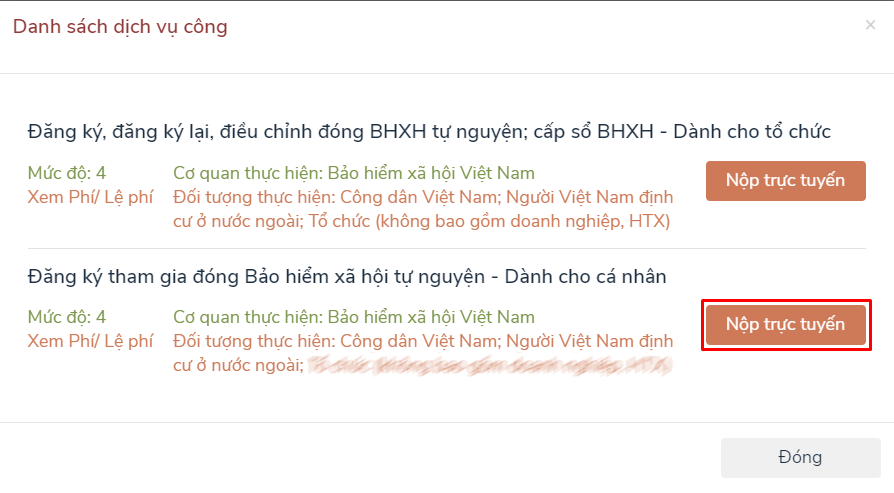 Danh sách dịch vụ công
×
Đăng ký, đăng ký lại, điều chỉnh đóng BHXH tự nguyện; cấp sổ BHXH - Dành cho tổ chức
Mức độ: 4
Cơ quan thực hiện: Bảo hiểm xã hội Việt Nam
Nộp trực tuyến
Xem Phí/ Lệ phí
Đối tượng thực hiện: Công dân Việt Nam; Người Việt Nam định
cư ở nước ngoài; Tổ chức (không bao gồm doanh nghiệp, HTX)
Đăng ký tham gia đóng Bảo hiểm xã hội tự nguyện - Dành cho cá nhân
Mức độ: 4
Cơ quan thực hiện: Bảo hiểm xã hội Việt Nam
Nộp trực tuyến
Xem Phí/ Lệ phí
Đối tượng thực hiện: Công dân Việt Nam; Người Việt Nam định
cư ở nước ngoài;
Đóng